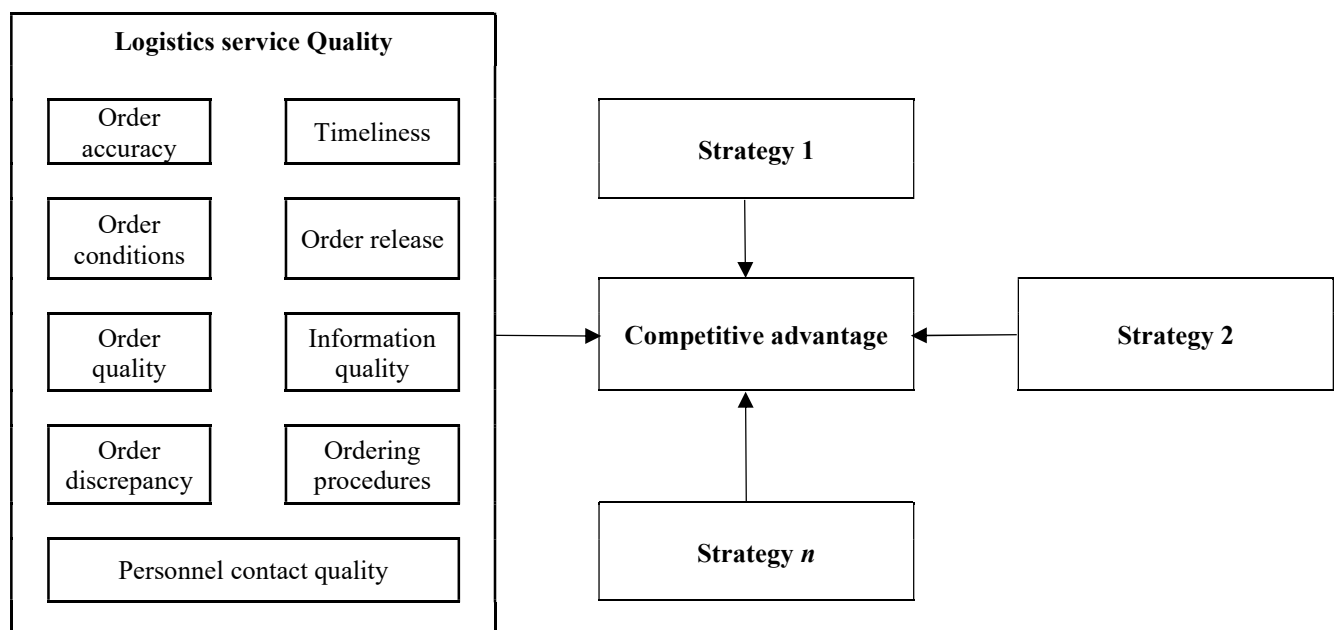 Logistics service Quality
Order
accuracy
Timeliness
Order
conditions
Order release
Order
quality
Information
quality
Order
discrepancy
Ordering
procedures
Personnel contact quality
Strategy 1
Competitive advantage
Strategy 2
Strategy n